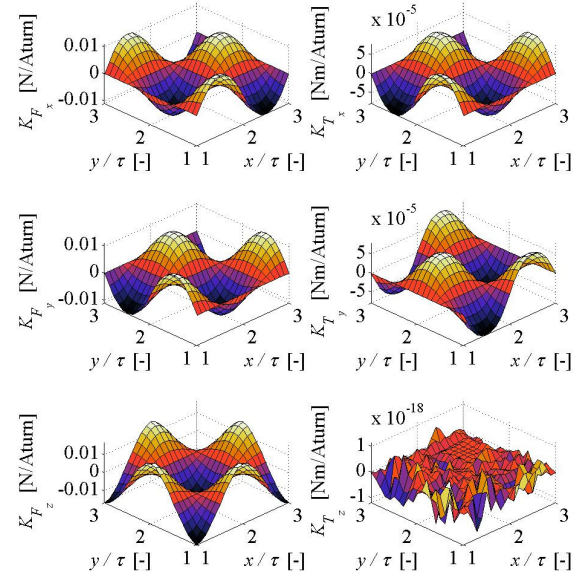 K_F_x [N/Aturn]
0.01
0
-0.01
3
2
1
1
2
3
y / τ [-]
x / τ [-]
x 10^-5
K_T_x [Nm/Aturn]
5
0
-5
3
2
1
1
2
3
y / τ [-]
x / τ [-]
K_F_y [N/Aturn]
0.01
0
-0.01
3
2
1
1
2
3
y / τ [-]
x / τ [-]
x 10^-5
K_T_y [Nm/Aturn]
5
0
-5
3
2
1
1
2
3
y / τ [-]
x / τ [-]
K_F_z [N/Aturn]
0.01
0
-0.01
3
2
1
1
2
3
y / τ [-]
x / τ [-]
x 10^-18
K_T_z [Nm/Aturn]
1
0
-1
3
2
1
1
2
3
y / τ [-]
x / τ [-]